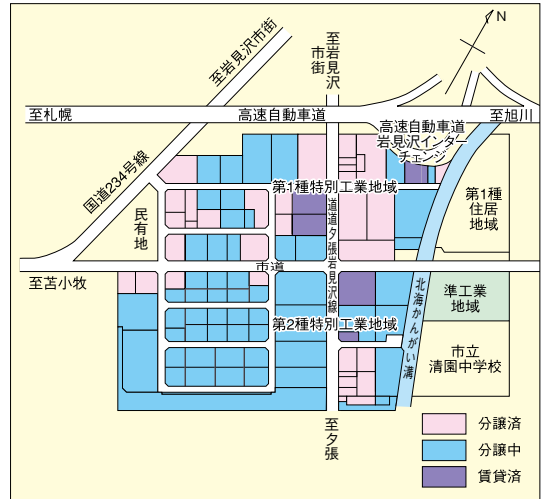 N
至岩見沢市街
至岩見沢
市街
至札幌
高速自動車道
至旭川
高速自動車道
岩見沢インター
チェンジ
国道234号線
第1種特別工業地域
第1種
住居
地域
民有地
道道夕張岩見沢線
市道
至苫小牧
北海かんがい溝
準工業
地域
第2種特別工業地域
市立
清園中学校
至夕張
分譲済
分譲中
賃貸済